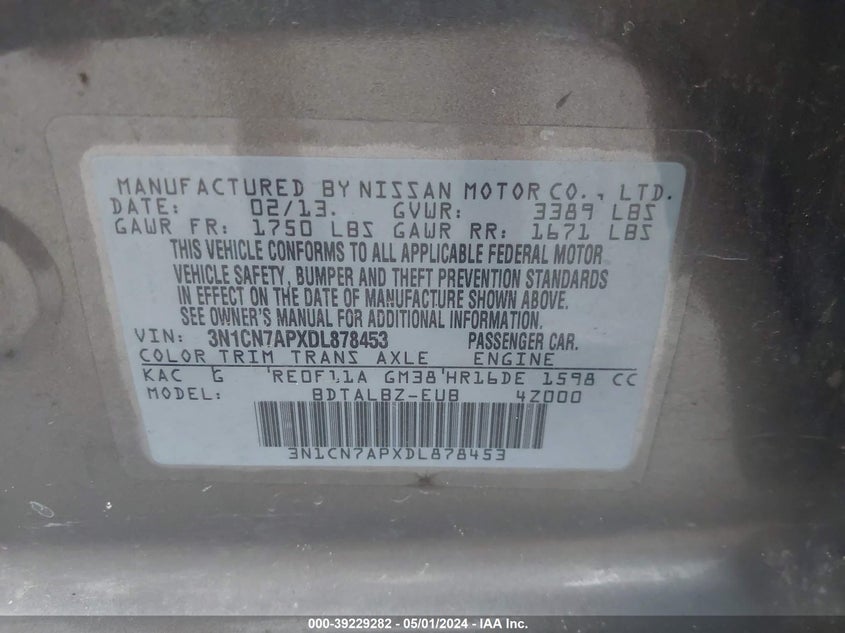 MANUFACTURED BY NISSAN MOTOR CO., LTD.
DATE: 02/13. GVWR: 3389 LBS
GAWR FR: 1750 LBS GAWR RR: 1671 LBS
THIS VEHICLE CONFORMS TO ALL APPLICABLE FEDERAL MOTOR
VEHICLE SAFETY, BUMPER AND THEFT PREVENTION STANDARDS
IN EFFECT ON THE DATE OF MANUFACTURE SHOWN ABOVE.
SEE OWNER'S MANUAL FOR ADDITIONAL INFORMATION.
VIN: 3N1CN7APXDL878453 PASSENGER CAR.
COLOR TRIM TRANS AXLE ENGINE
KAC G RE0F11A GM38 HR16DE 1598 CC
MODEL: BDTALBZ-EUB 4Z000
3N1CN7APXDL878453
000-39229282 - 05/01/2024 - IAA Inc.